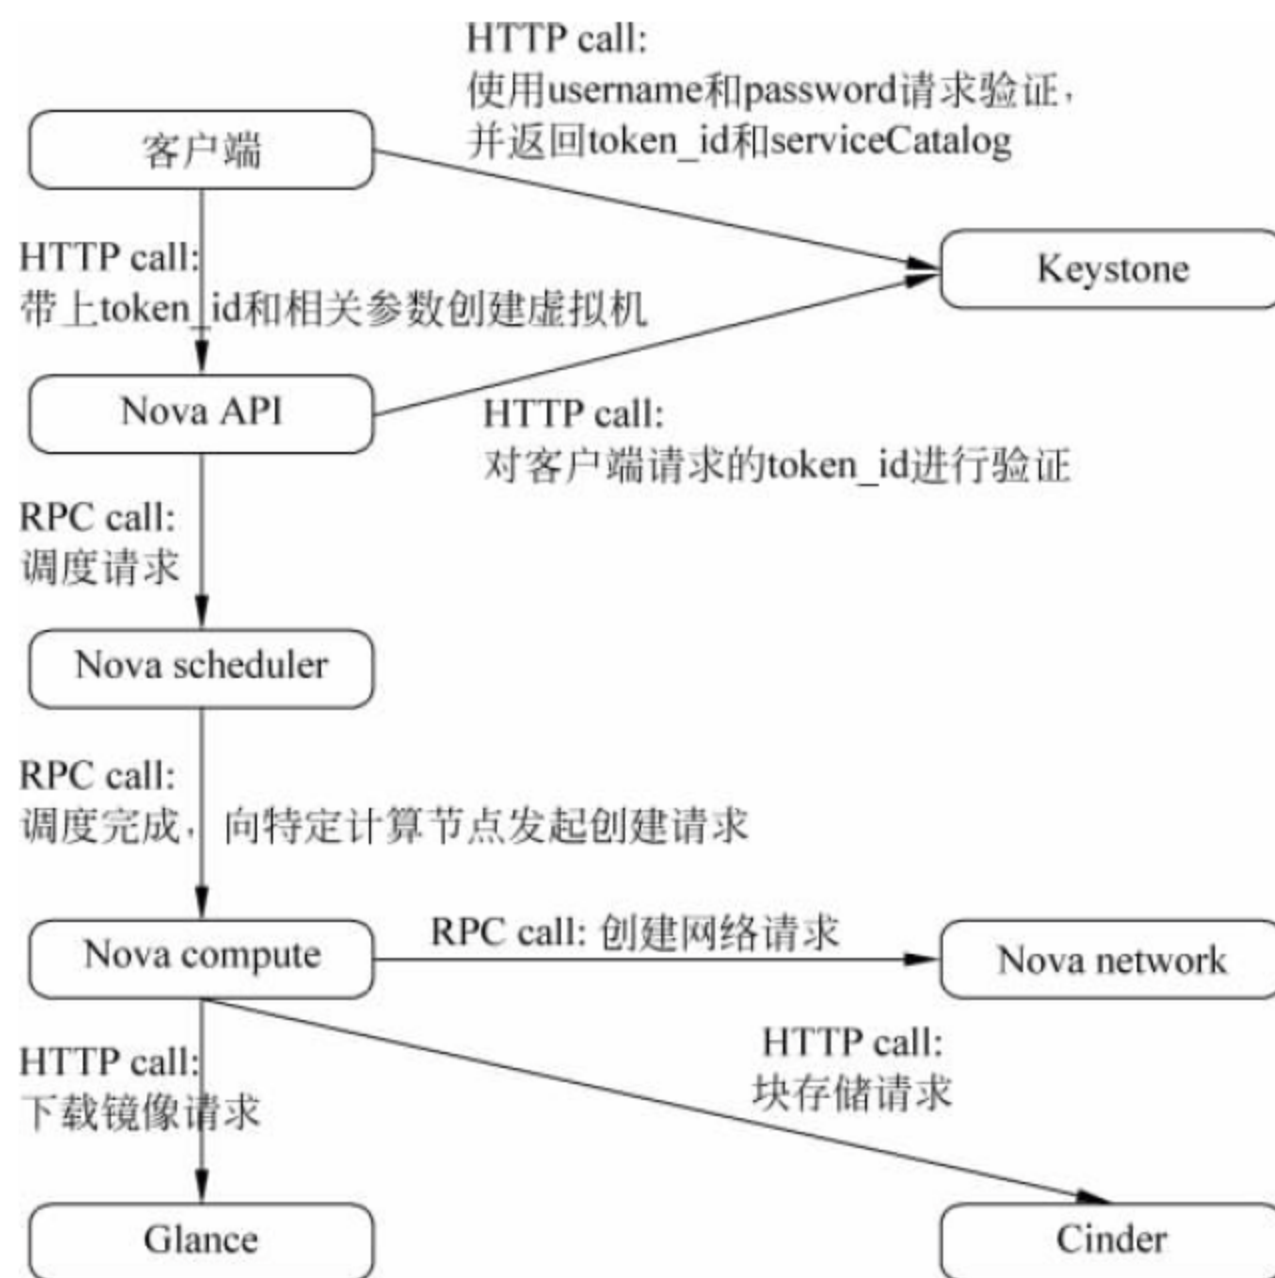 HTTP call:
使用username和password请求验证，
并返回token_id和serviceCatalog
客户端
HTTP call:
带上token_id和相关参数创建虚拟机
Keystone
Nova API
HTTP call:
对客户端请求的token_id进行验证
RPC call:
调度请求
Nova scheduler
RPC call:
调度完成，向特定计算节点发起创建请求
Nova compute
RPC call: 创建网络请求
Nova network
HTTP call:
下载镜像请求
HTTP call:
块存储请求
Glance
Cinder